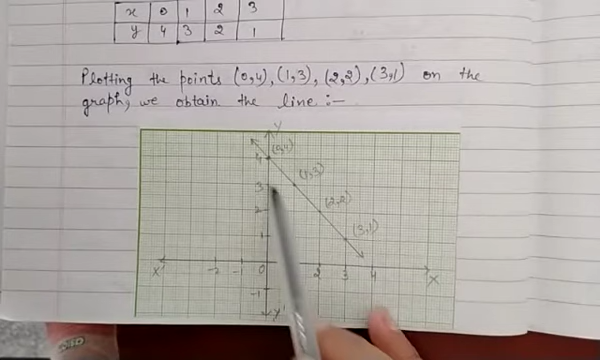 x 0 1 2 3
y 4 3 2 1
Plotting the points (0,4), (1,3), (2,2), (3,1) on the
graph, we obtain the line :-
Y
4 (0,4)
3 (1,3)
2 (2,2)
1 (3,1)
X' -2 -1 0 2 3 4 X
-1
Y'